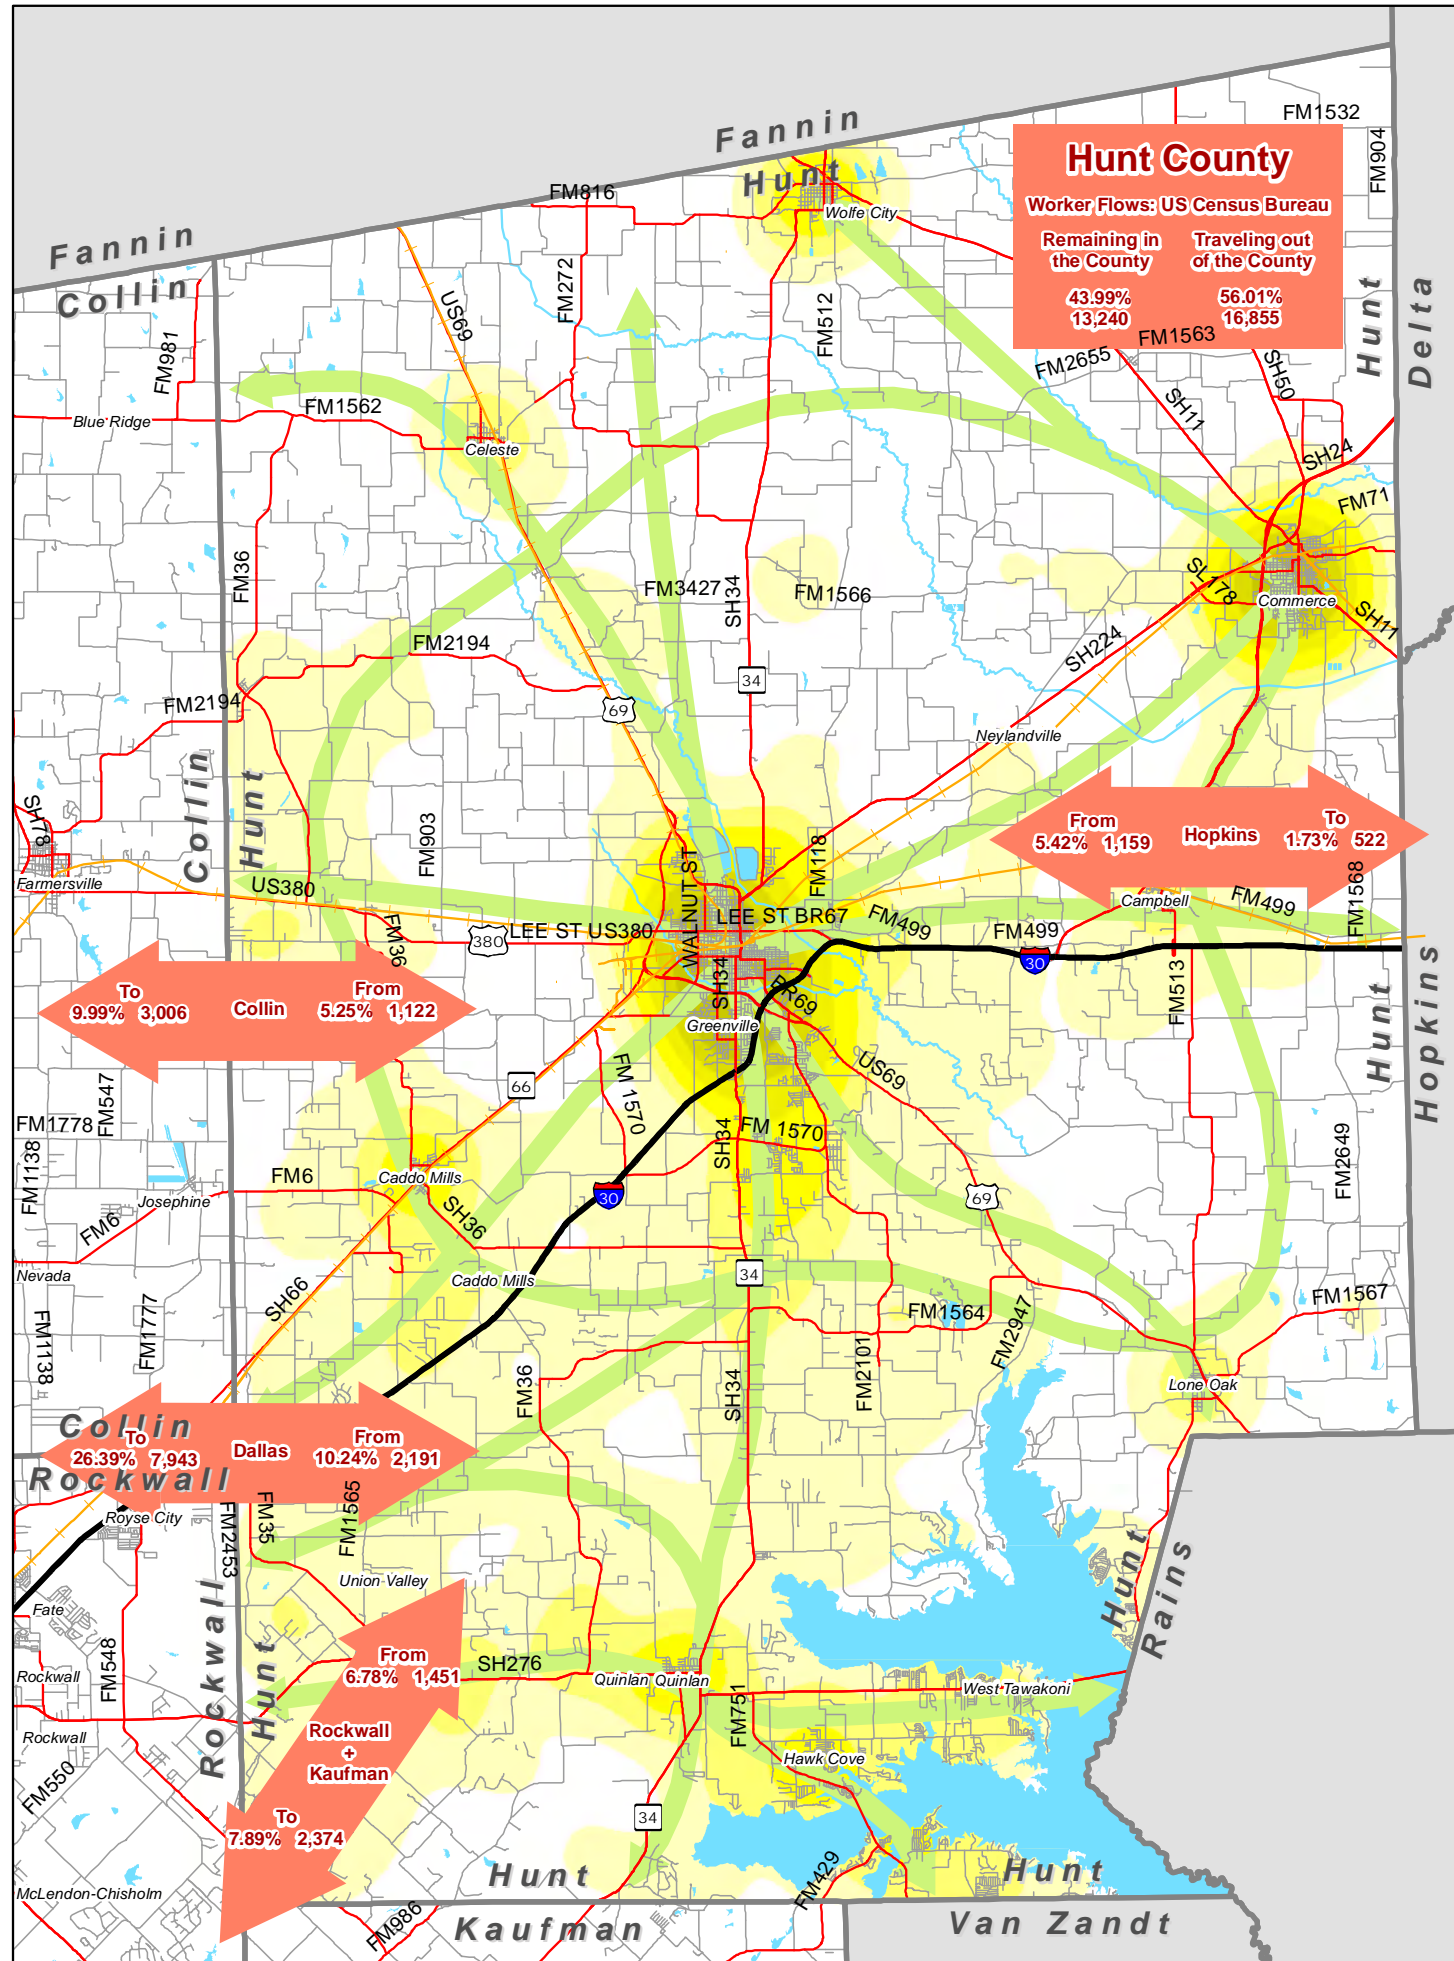 Fannin
Hunt
Fannin
Collin
Hunt County
Worker Flows: US Census Bureau
Remaining in
the County
Traveling out
of the County
43.99%
13,240
56.01%
16,855
FM1532
FM904
FM816
Wolfe City
FM272
US69
FM512
FM981
FM1563
FM2655
SH50
SH11
Hunt
Delta
FM1562
Blue Ridge
Celeste
SH24
FM71
FM36
FM3427
SH34
FM1566
SL178
Commerce
SH11
SH224
FM2194
FM2194
34
69
Neylandville
Collin
Hunt
SH78
FM903
FM118
From
5.42% 1,159
Hopkins
To
1.73% 522
Farmersville
US380
WALNUT ST
LEE ST BR67
FM499
FM499
Campbell
FM499
FM1568
FM36
380
LEE ST US380
30
SH34
BR69
FM513
To
9.99% 3,006
Collin
From
5.25% 1,122
Greenville
Hunt
Hopkins
US69
FM547
66
FM 1570
FM1778
FM1138
SH34
FM 1570
FM2649
Josephine
FM6
Caddo Mills
FM6
SH36
30
69
Nevada
Caddo Mills
34
SH66
FM1777
FM1138
FM1564
FM2947
FM1567
FM36
SH34
FM2101
Lone Oak
Collin
Rockwall
To
26.39% 7,943
Dallas
From
10.24% 2,191
Royse City
FM2453
FM35
FM1565
Union Valley
Hunt
Rains
Fate
Rockwall
Hunt
FM548
Rockwall
Rockwall
FM550
From
6.78% 1,451
Rockwall
+
Kaufman
To
7.89% 2,374
SH276
Quinlan
Quinlan
FM751
West Tawakoni
Hawk Cove
34
McLendon-Chisholm
Hunt
Kaufman
FM986
FM429
Hunt
Van Zandt